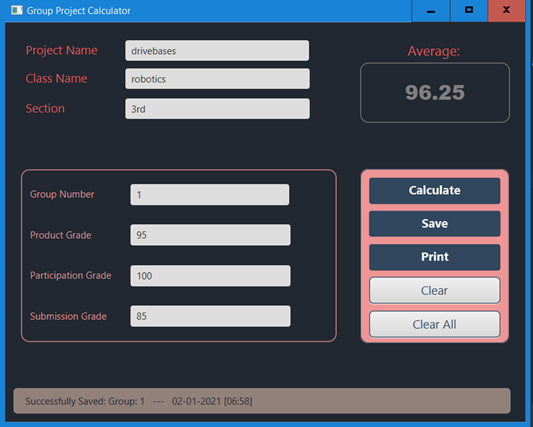 Group Project Calculator
Project Name drivebases
Class Name robotics
Section 3rd
Average:
96.25
Group Number 1
Product Grade 95
Participation Grade 100
Submission Grade 85
Calculate
Save
Print
Clear
Clear All
Successfully Saved: Group: 1 --- 02-01-2021 [06:58]